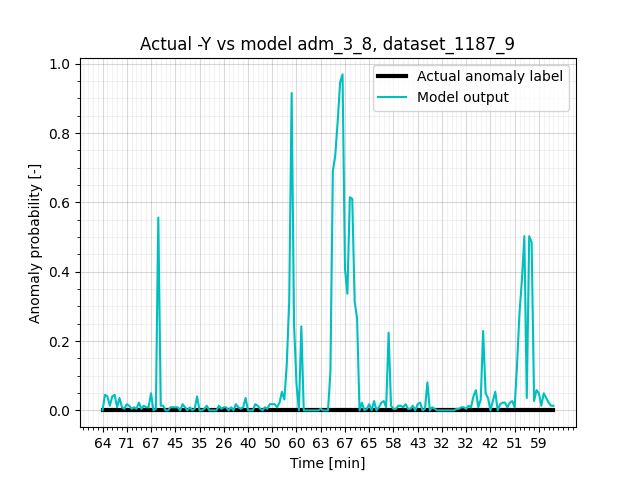 Actual -Y vs model adm_3_8, dataset_1187_9
Actual anomaly label
Model output
Anomaly probability [-]
1.0
0.8
0.6
0.4
0.2
0.0
64 71 67 45 35 26 40 50 60 63 67 65 58 43 32 32 42 51 59
Time [min]